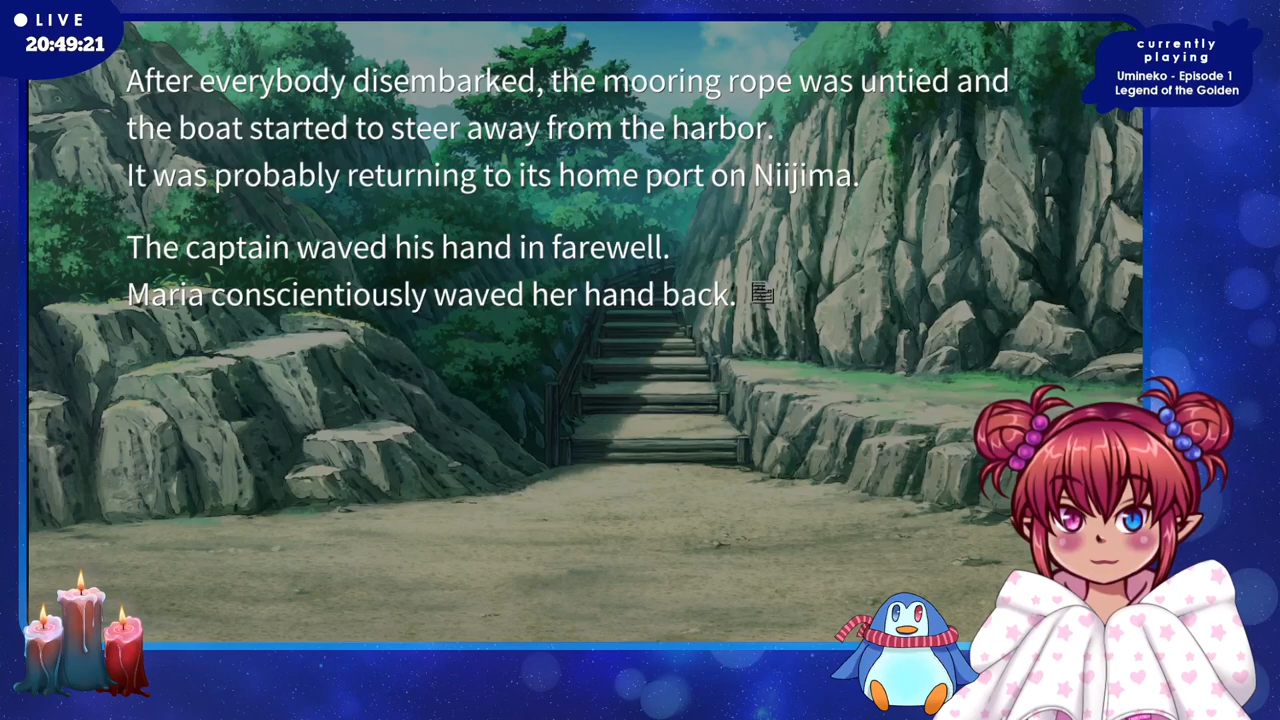 LIVE
20:49:21
currently
playing
Umineko - Episode 1
Legend of the Golden
After everybody disembarked, the mooring rope was untied and
the boat started to steer away from the harbor.
It was probably returning to its home port on Niijima.
The captain waved his hand in farewell.
Maria conscientiously waved her hand back.